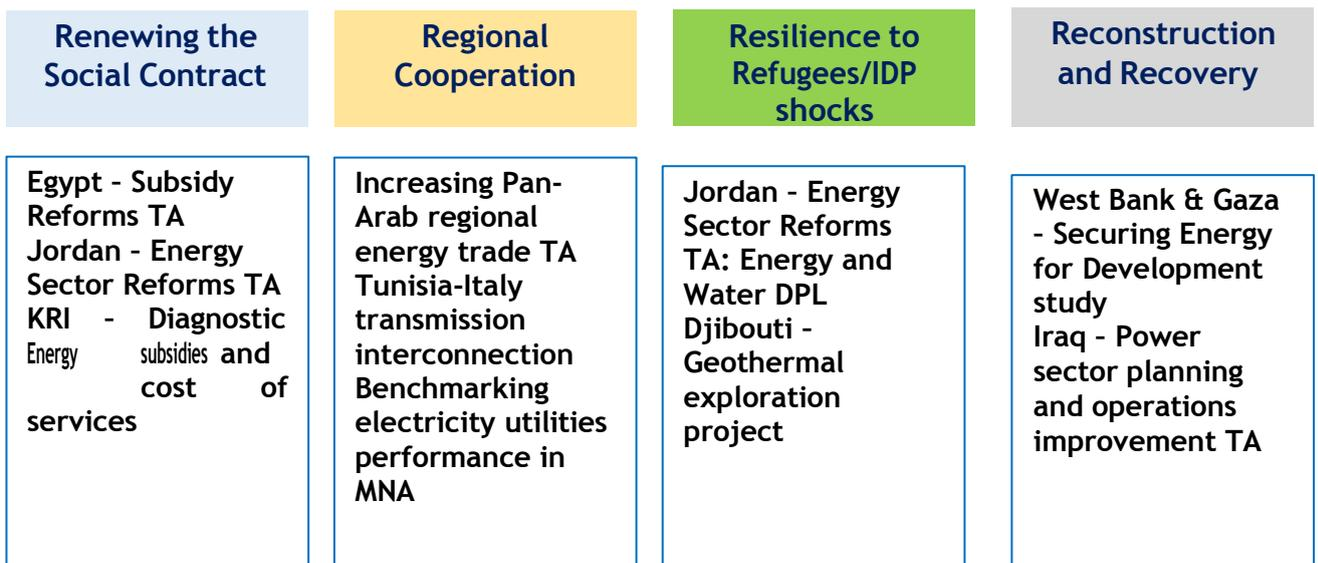 Renewing the
Social Contract
Egypt – Subsidy
Reforms TA
Jordan – Energy
Sector Reforms TA
KRI – Diagnostic
Energy subsidies and
cost of
services
Regional
Cooperation
Increasing Pan-
Arab regional
energy trade TA
Tunisia-Italy
transmission
interconnection
Benchmarking
electricity utilities
performance in
MNA
Resilience to
Refugees/IDP
shocks
Jordan – Energy
Sector Reforms
TA: Energy and
Water DPL
Djibouti –
Geothermal
exploration
project
Reconstruction
and Recovery
West Bank & Gaza
– Securing Energy
for Development
study
Iraq – Power
sector planning
and operations
improvement TA